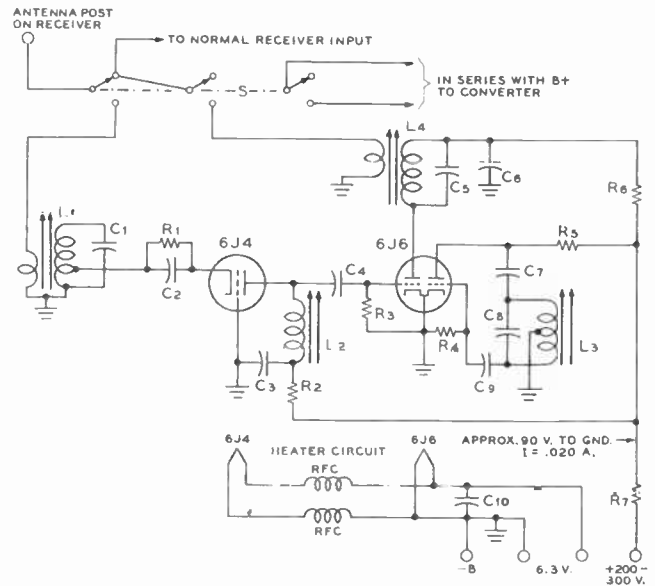 ANTENNA POST
ON RECEIVER
TO NORMAL RECEIVER INPUT
S
IN SERIES WITH B+
TO CONVERTER
L4
C5
C6
R6
L1
C1
R1
C2
6J4
C4
6J6
R5
C7
R3
R4
C8
L3
L2
C3
R2
C9
APPROX. 90 V. TO GND.
I = .020 A.
6J4
HEATER CIRCUIT
6J6
RFC
RFC
C10
R7
-B
6.3 V.
+200-
300 V.